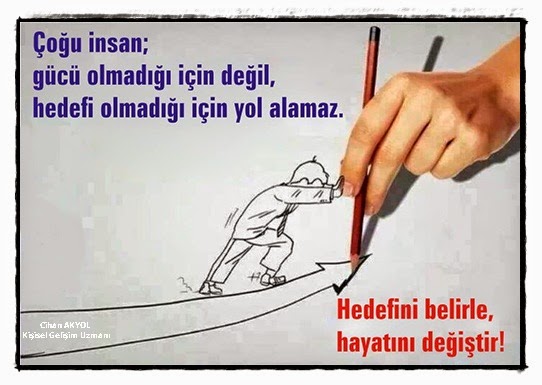 Çoğu insan;
gücü olmadığı için değil,
hedefi olmadığı için yol alamaz.
Hedefini belirle,
hayatını değiştir!
Cihan AKYOL
Kişisel Gelişim Uzmanı